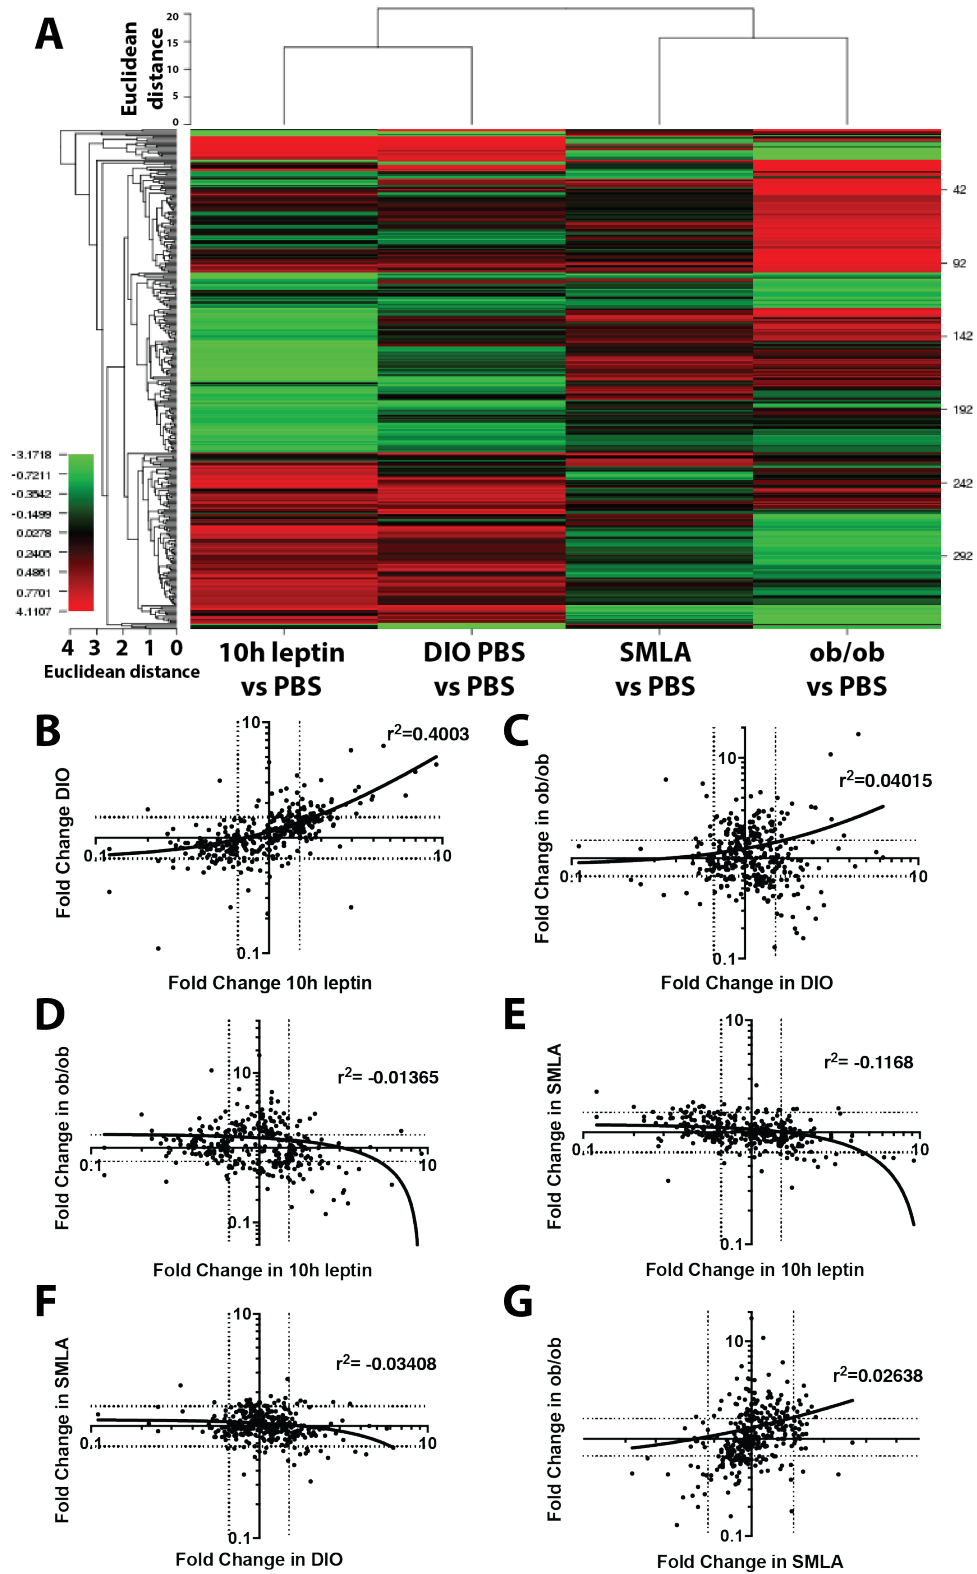 A
Euclidean
distance
20
15
10
5
0
42
92
142
192
242
292
-3.1718
-0.7211
-0.3542
-0.1499
0.0278
0.2405
0.4861
0.7701
4.1107
4 3 2 1 0
Euclidean distance
10h leptin
vs PBS
DIO PBS
vs PBS
SMLA
vs PBS
ob/ob
vs PBS
B
10
r²=0.4003
Fold Change DIO
0.1
10
0.1
Fold Change 10h leptin
C
10
r²=0.04015
Fold Change in ob/ob
0.1
10
0.1
Fold Change in DIO
D
10
r²= -0.01365
Fold Change in ob/ob
0.1
10
0.1
Fold Change in 10h leptin
E
10
r²= -0.1168
Fold Change in SMLA
0.1
10
0.1
Fold Change in 10h leptin
F
10
r²= -0.03408
Fold Change in SMLA
0.1
10
0.1
Fold Change in DIO
G
10
r²=0.02638
Fold Change in ob/ob
0.1
Fold Change in SMLA